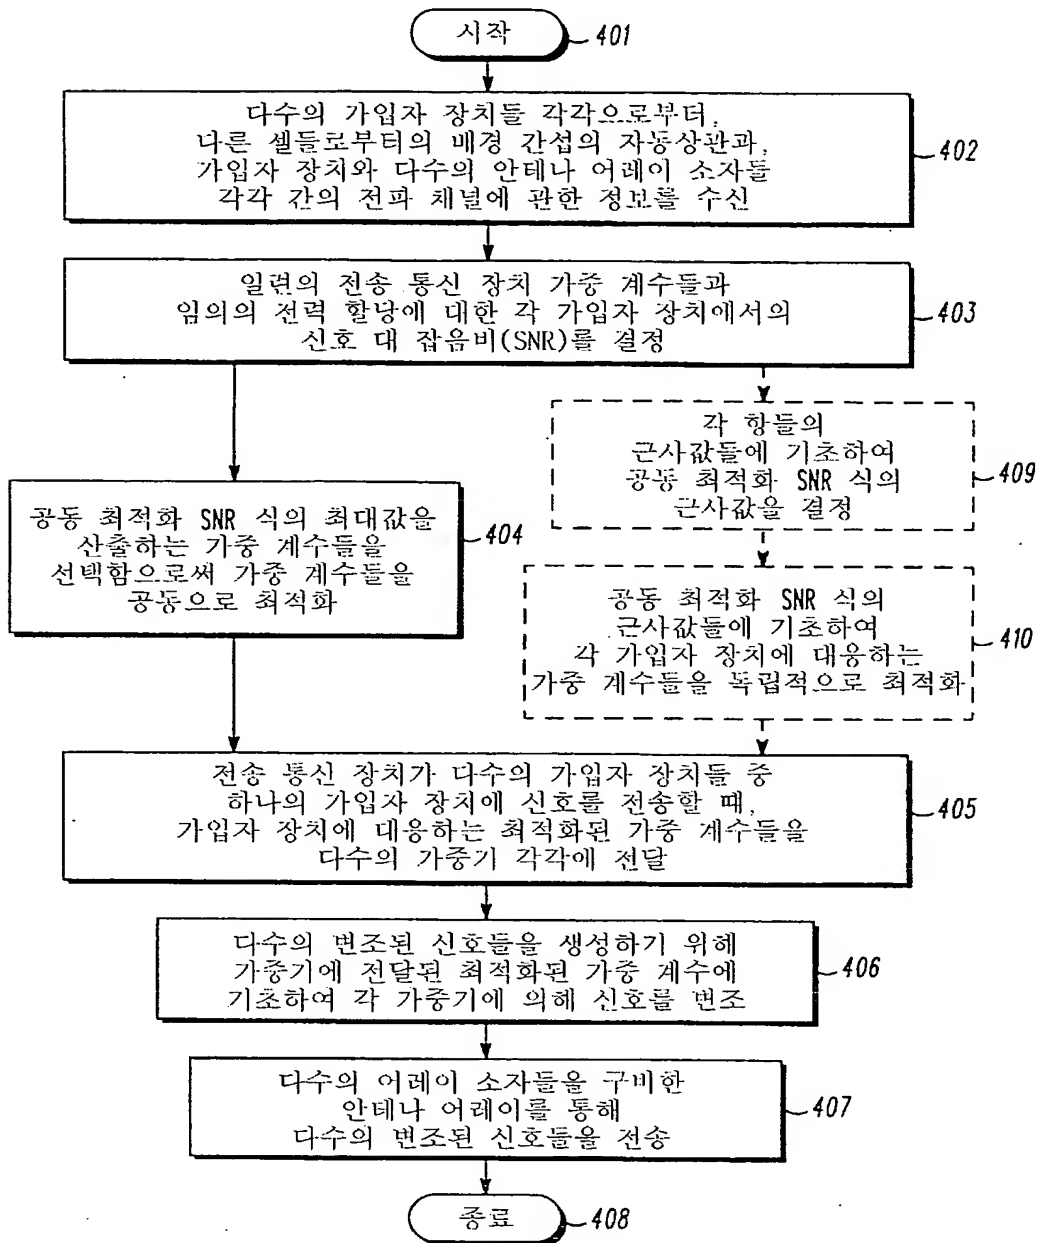 시작
401
다수의 가입자 장치들 각각으로부터,
다른 셀들로부터의 배경 간섭의 자동상관과,
가입자 장치와 다수의 안테나 어레이 소자들
각각 간의 전파 채널에 관한 정보를 수신
402
일련의 전송 통신 장치 가중 계수들과
임의의 전력 할당에 대한 각 가입자 장치에서의
신호 대 잡음비(SNR)를 결정
403
공동 최적화 SNR 식의 최대값을
산출하는 가중 계수들을
선택함으로써 가중 계수들을
공동으로 최적화
404
각 항들의
근사값들에 기초하여
공동 최적화 SNR 식의
근사값을 결정
409
공동 최적화 SNR 식의
근사값들에 기초하여
각 가입자 장치에 대응하는
가중 계수들을 독립적으로 최적화
410
전송 통신 장치가 다수의 가입자 장치들 중
하나의 가입자 장치에 신호를 전송할 때,
가입자 장치에 대응하는 최적화된 가중 계수들을
다수의 가중기 각각에 전달
405
다수의 변조된 신호들을 생성하기 위해
가중기에 전달된 최적화된 가중 계수에
기초하여 각 가중기에 의해 신호를 변조
406
다수의 어레이 소자들을 구비한
안테나 어레이를 통해
다수의 변조된 신호들을 전송
407
종료
408